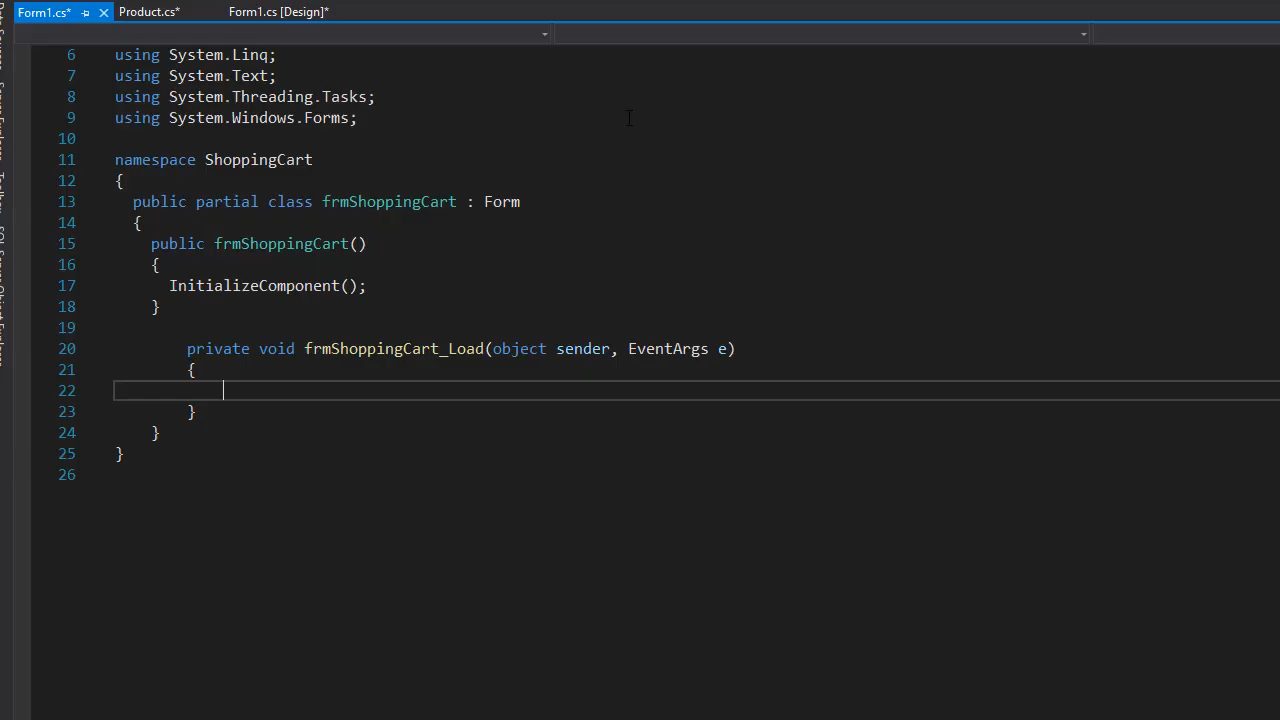 Form1.cs*
Product.cs*
Form1.cs [Design]*
6 using System.Linq;
7 using System.Text;
8 using System.Threading.Tasks;
9 using System.Windows.Forms;
10
11 namespace ShoppingCart
12 {
13 public partial class frmShoppingCart : Form
14 {
15 public frmShoppingCart()
16 {
17 InitializeComponent();
18 }
19
20 private void frmShoppingCart_Load(object sender, EventArgs e)
21 {
22
23 }
24 }
25 }
26